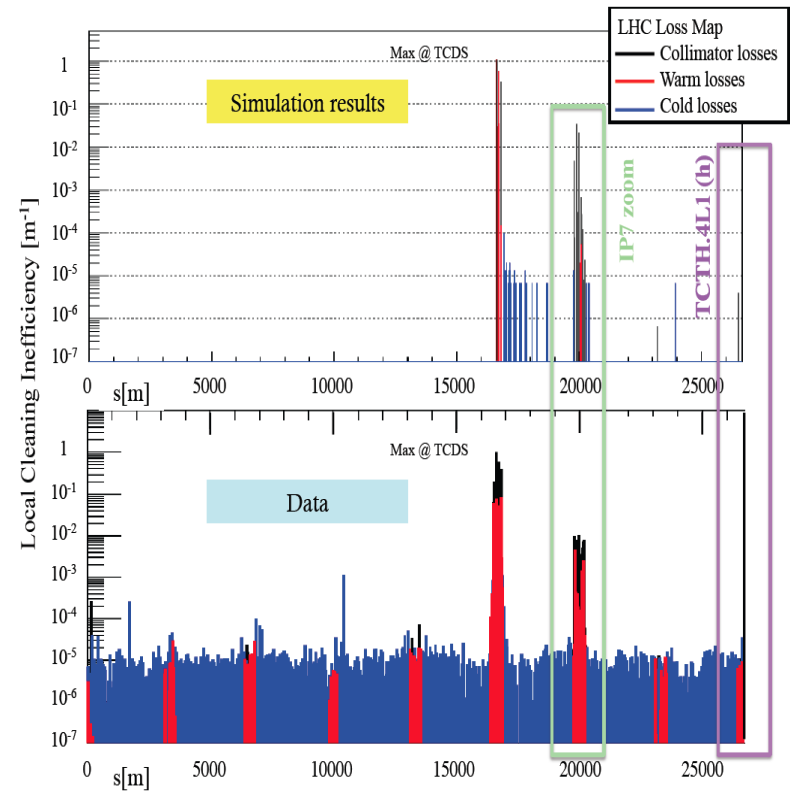 LHC Loss Map
Collimator losses
Warm losses
Cold losses
Max @ TCDS
Simulation results
1
10-1
10-2
10-3
10-4
10-5
10-6
10-7
0
5000
10000
15000
20000
25000
s[m]
IP7 zoom
TCTH.4L1 (h)
Local Cleaning Inefficiency [m-1]
Max @ TCDS
Data
1
10-1
10-2
10-3
10-4
10-5
10-6
10-7
0
5000
10000
15000
20000
25000
s[m]